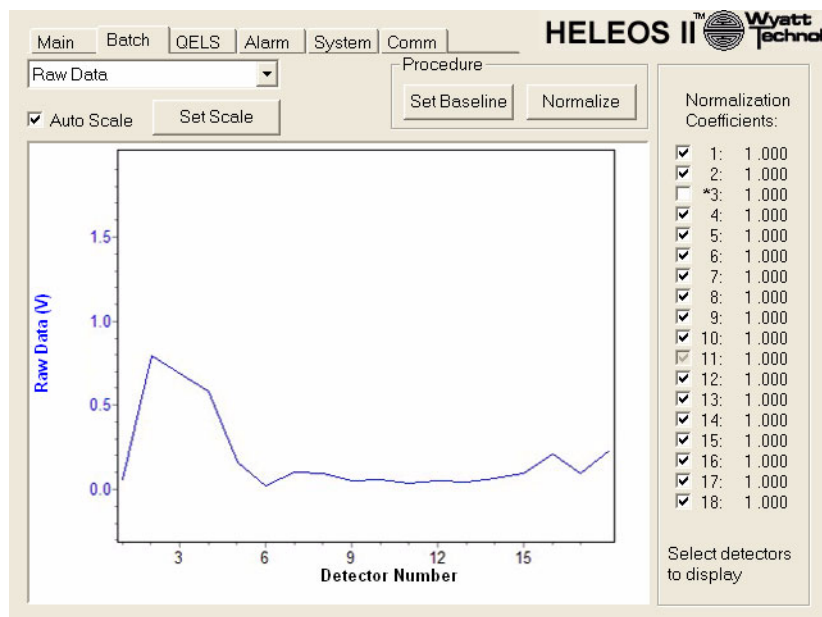 HELEOS II™ Wyatt
Main Batch QELS Alarm System Comm
Raw Data
Auto Scale
Set Scale
Procedure
Set Baseline Normalize
Normalization
Coefficients:
1: 1.000
2: 1.000
*3: 1.000
4: 1.000
5: 1.000
6: 1.000
7: 1.000
8: 1.000
9: 1.000
10: 1.000
11: 1.000
12: 1.000
13: 1.000
14: 1.000
15: 1.000
16: 1.000
17: 1.000
18: 1.000
Select detectors
to display
Raw Data (V)
1.5
1.0
0.5
0.0
3 6 9 12 15
Detector Number